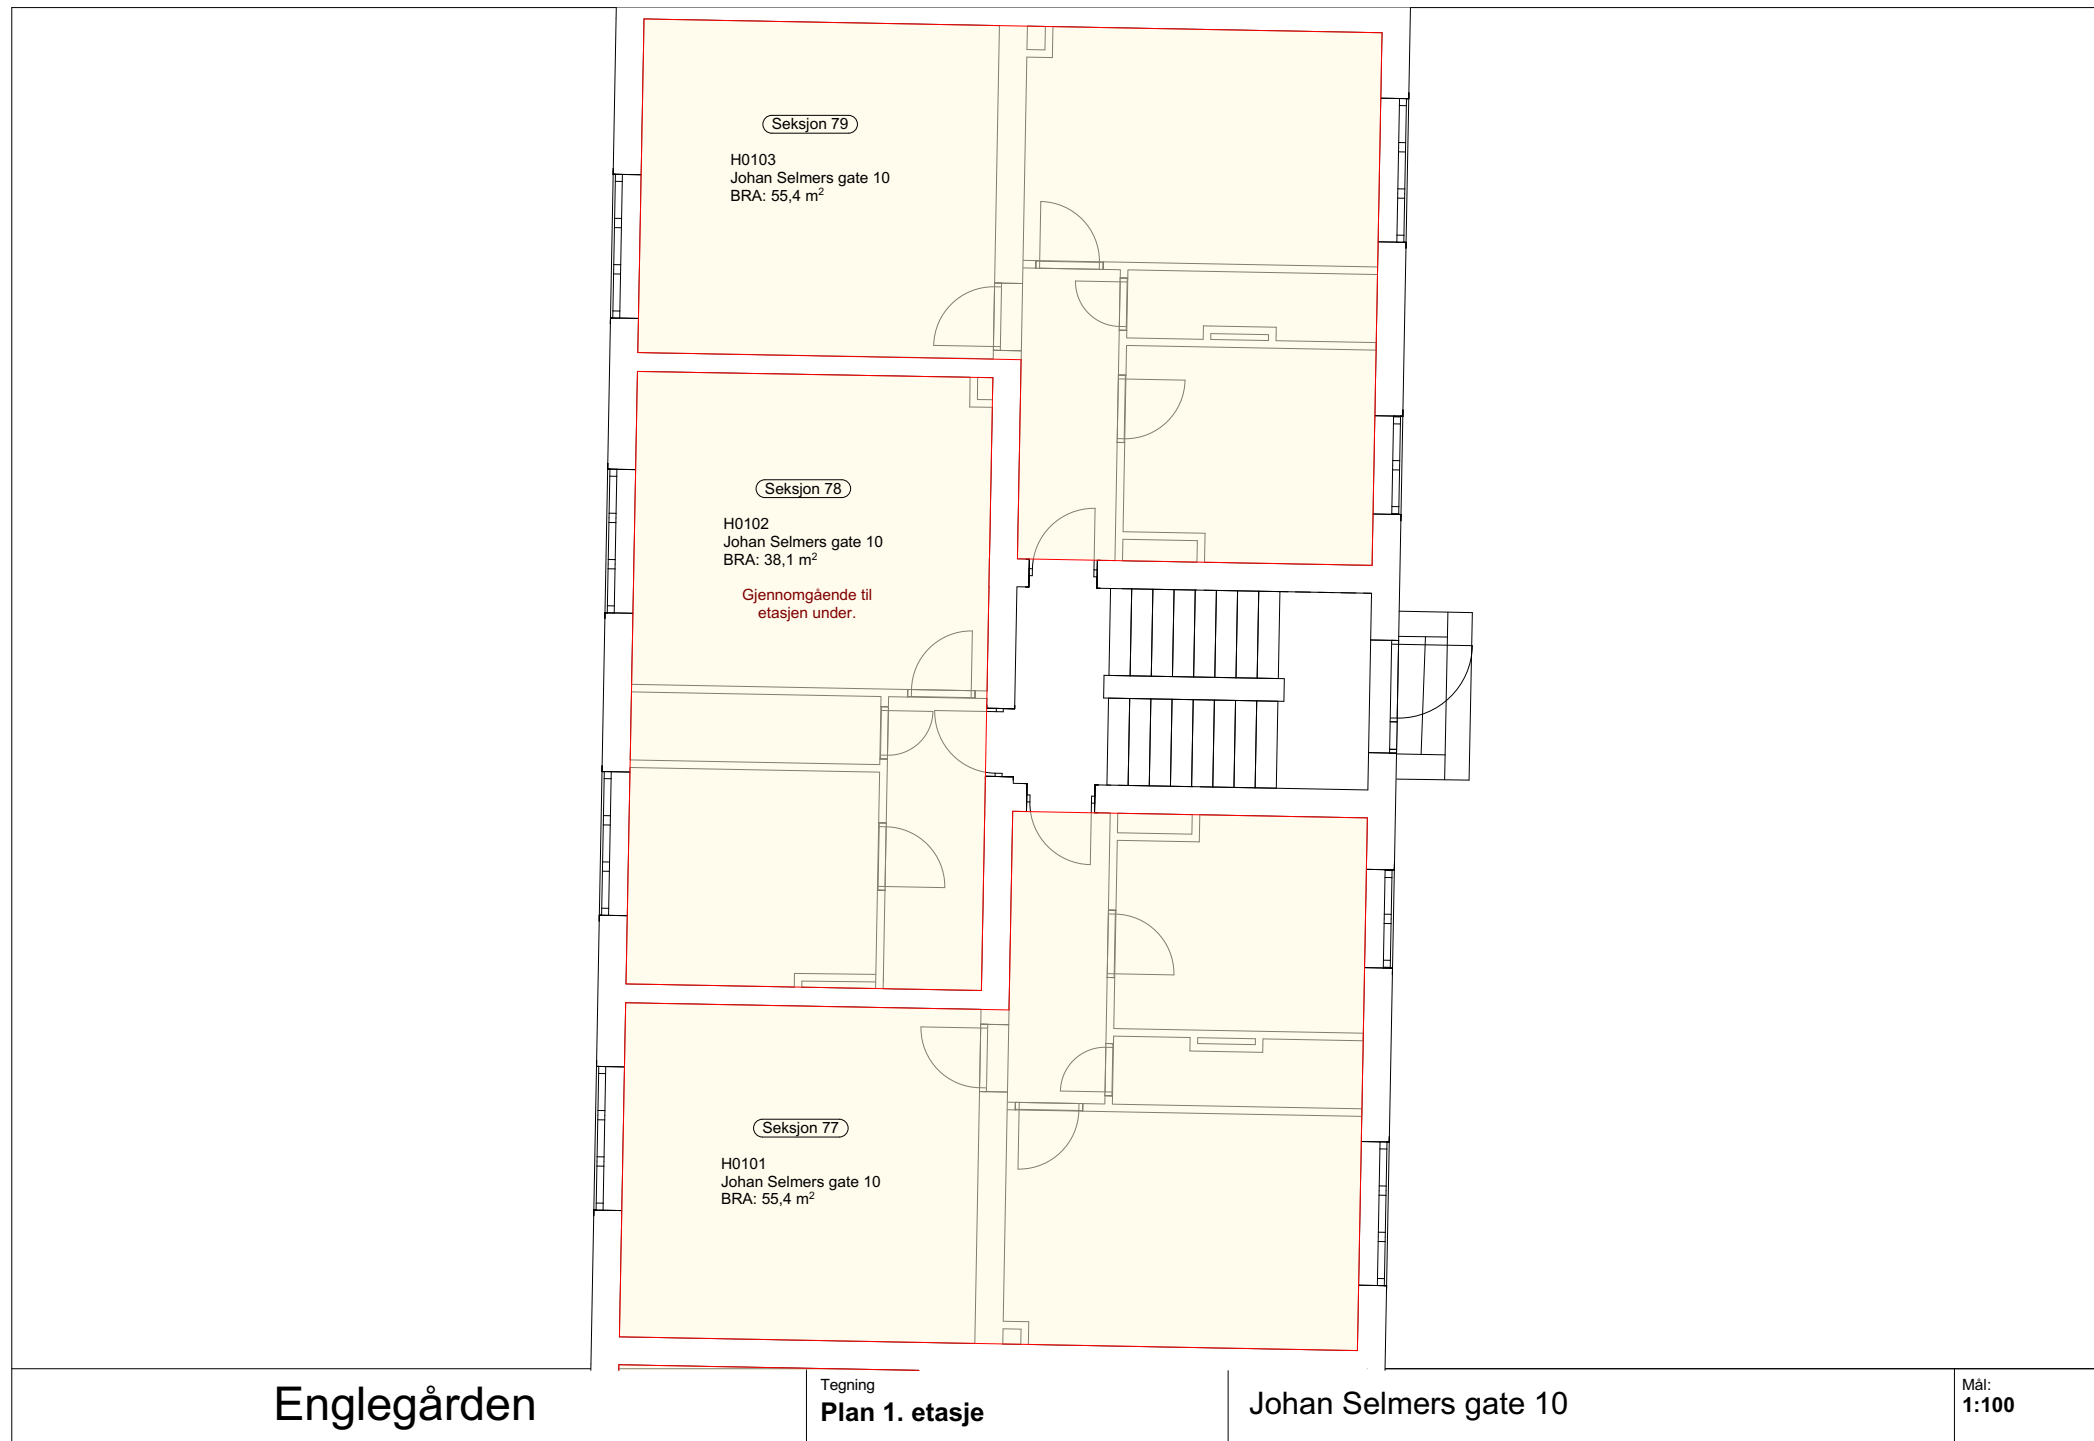 Seksjon 79
H0103
Johan Selmers gate 10
BRA: 55,4 m²
Seksjon 78
H0102
Johan Selmers gate 10
BRA: 38,1 m²
Gjennomgående til
etasjen under.
Seksjon 77
H0101
Johan Selmers gate 10
BRA: 55,4 m²
Englegården
Tegning
Plan 1. etasje
Johan Selmers gate 10
Mål:
1:100